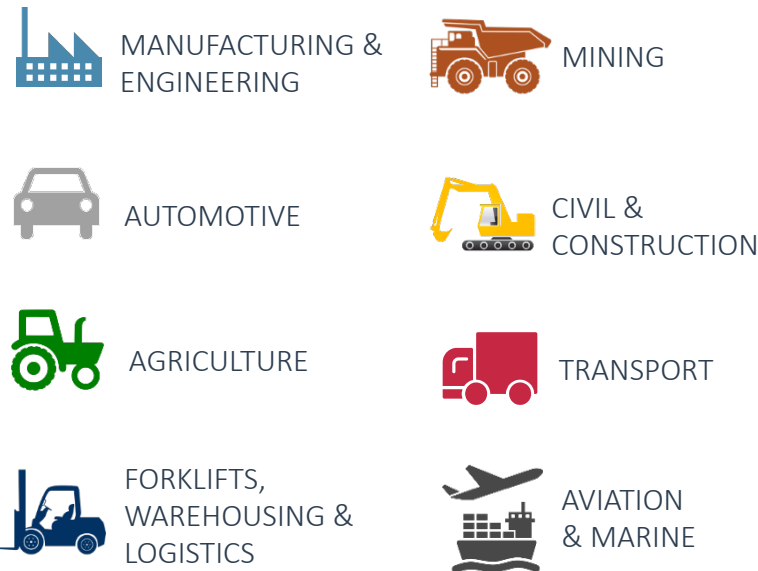 MANUFACTURING &
ENGINEERING
MINING
AUTOMOTIVE
CIVIL &
CONSTRUCTION
AGRICULTURE
TRANSPORT
FORKLIFTS,
WAREHOUSING &
LOGISTICS
AVIATION
& MARINE